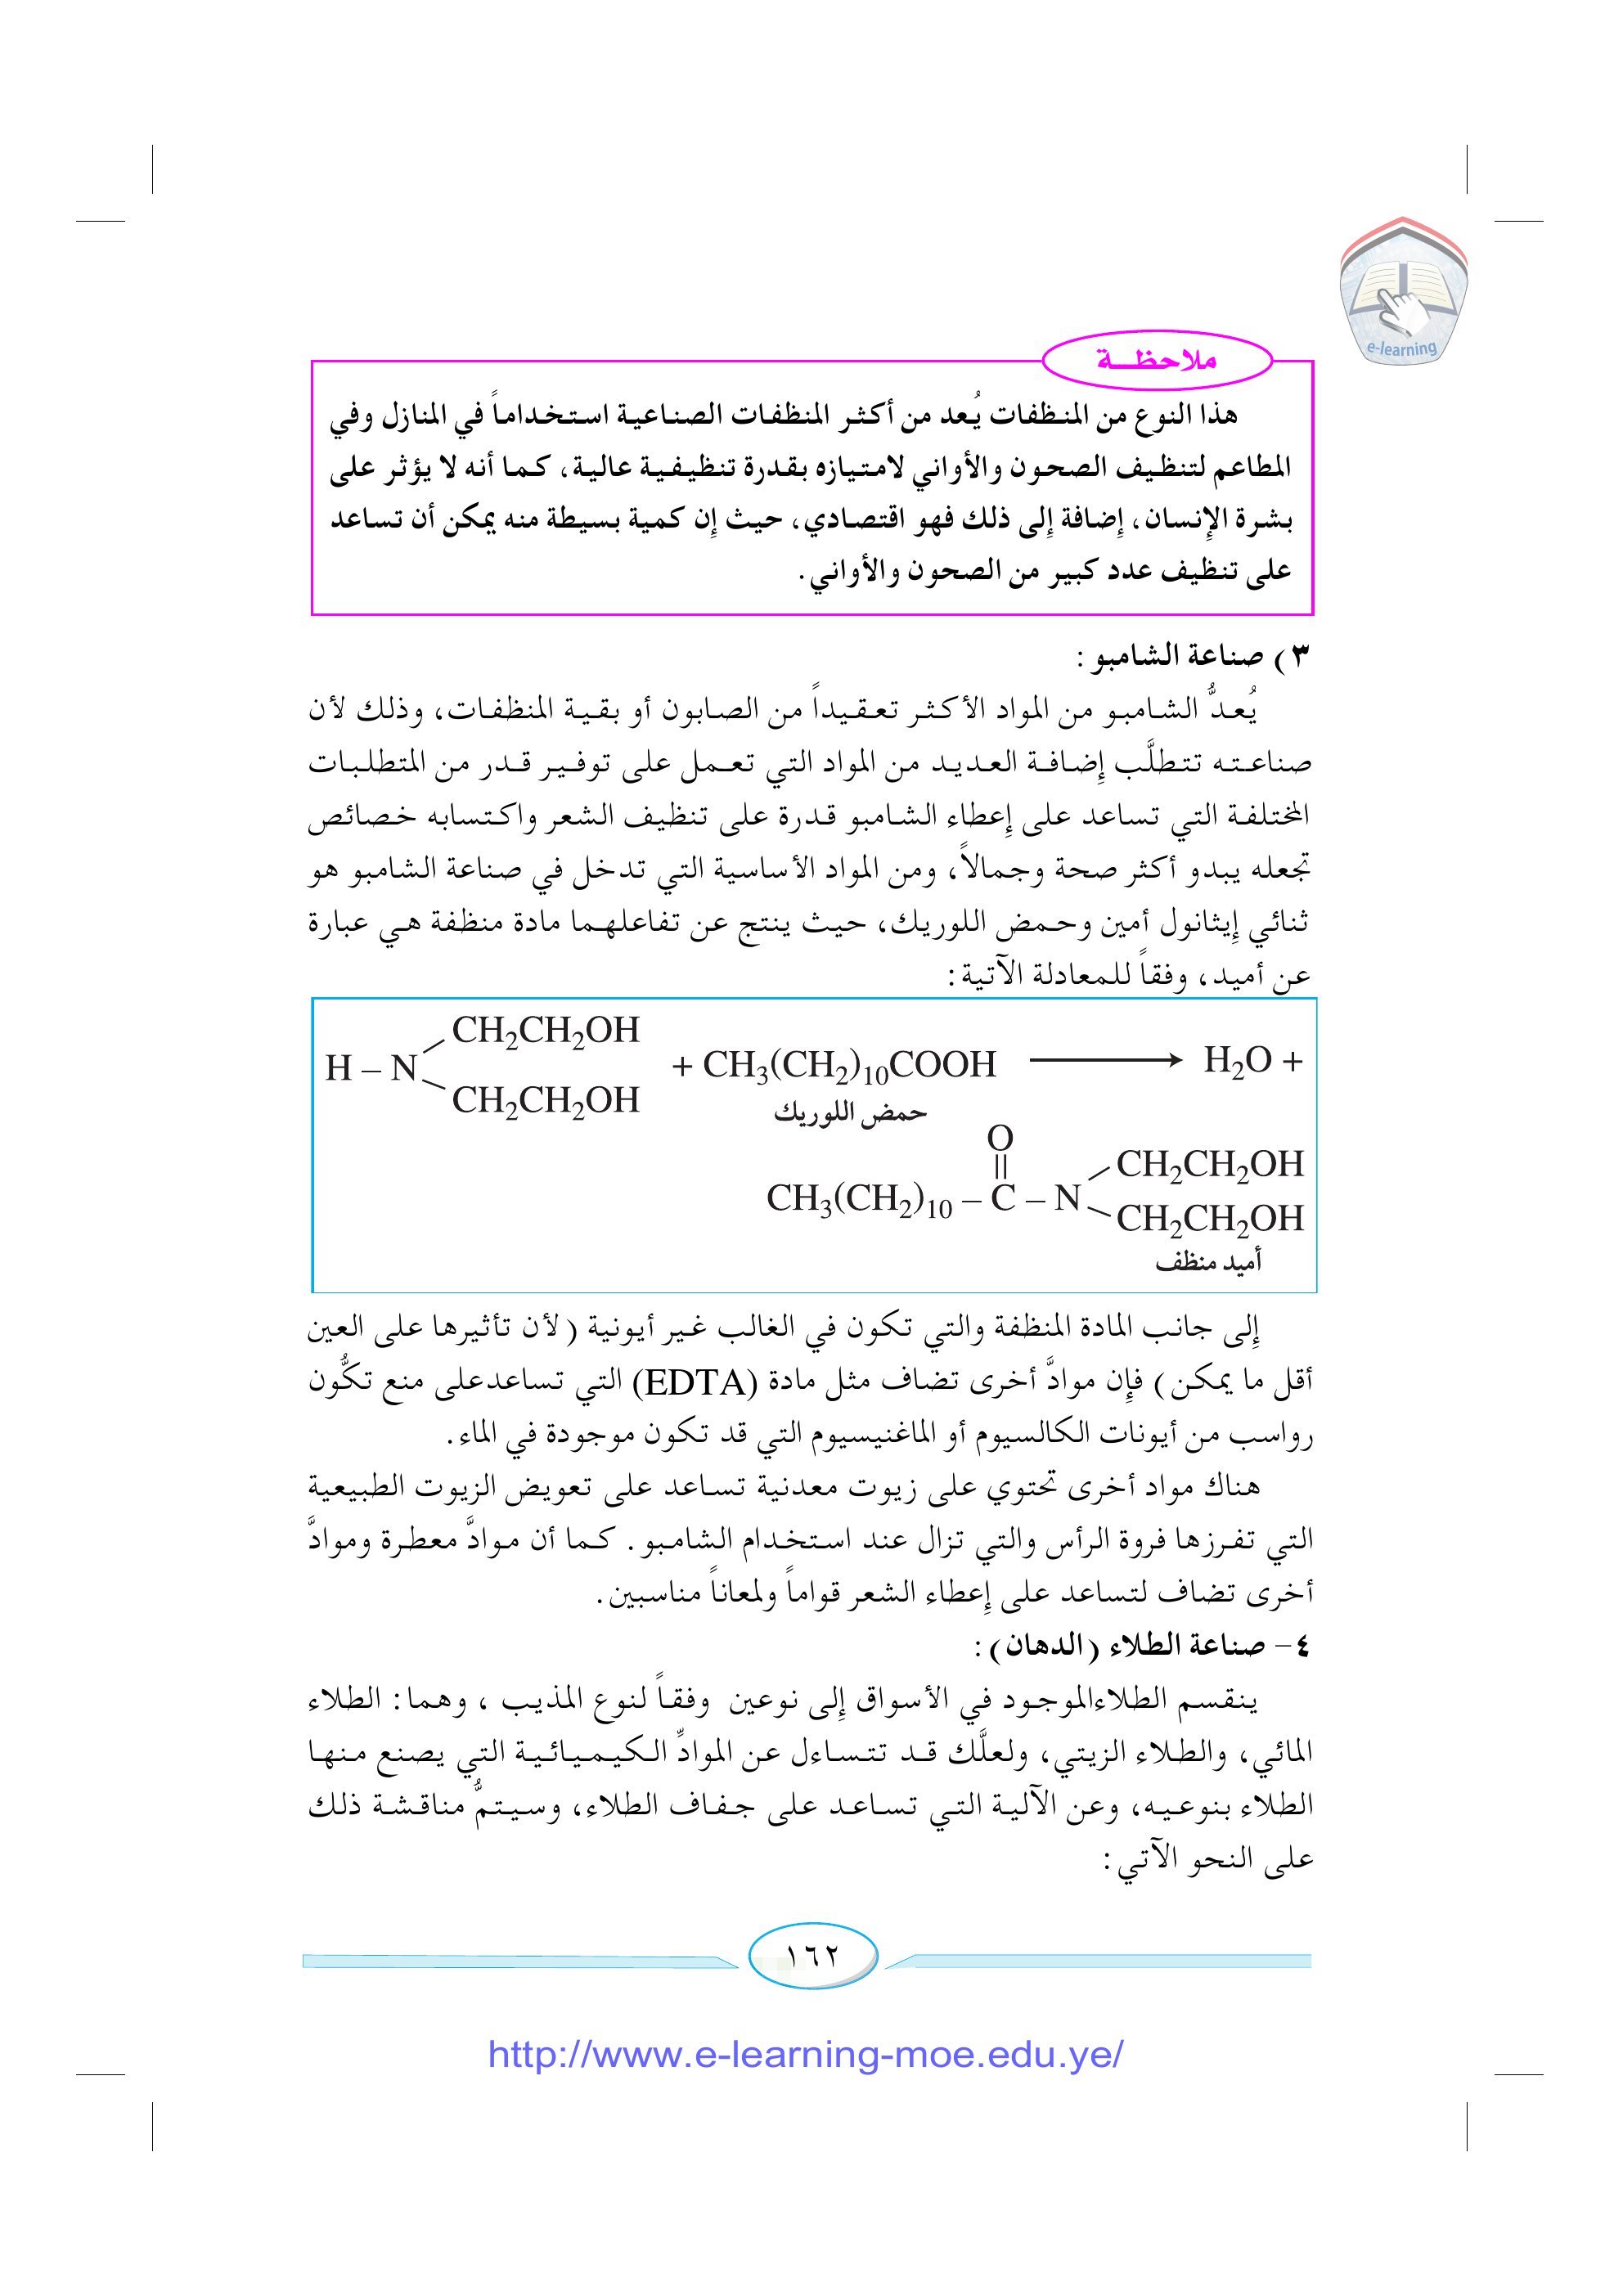 e-learning
ملاحظـــة
هذا النوع من المنظفات يُعد من أكثر المنظفات الصناعية استخداماً في المنازل وفي
المطاعم لتنظيف الصحون والأواني لامتيازه بقدرة تنظيفية عالية، كما أنه لا يؤثر على
بشرة الإنسان، إضافة إلى ذلك فهو اقتصادي، حيث إن كمية بسيطة منه يمكن أن تساعد
على تنظيف عدد كبير من الصحون والأواني.
٣) صناعة الشامبو :
يُعدُّ الشامبو من المواد الأكثر تعقيداً من الصابون أو بقية المنظفات، وذلك لأن
صناعته تتطلَّب إضافة العديد من المواد التي تعمل على توفير قدر من المتطلبات
المختلفة التي تساعد على إعطاء الشامبو قدرة على تنظيف الشعر واكتسابه خصائص
تجعله يبدو أكثر صحة وجمالاً، ومن المواد الأساسية التي تدخل في صناعة الشامبو هو
ثنائي إيثانول أمين وحمض اللوريك، حيث ينتج عن تفاعلهما مادة منظفة هي عبارة
عن أميد، وفقاً للمعادلة الآتية:
CH₂CH₂OH
H – N + CH₃(CH₂)₁₀COOH ⟶ H₂O +
CH₂CH₂OH
حمض اللوريك
O
CH₂CH₂OH
CH₃(CH₂)₁₀ – C – N
CH₂CH₂OH
أميد منظف
إلى جانب المادة المنظفة والتي تكون في الغالب غير أيونية (لأن تأثيرها على العين
أقل ما يمكن) فإن موادَّ أخرى تضاف مثل مادة (EDTA) التي تساعدعلى منع تكُّون
رواسب من أيونات الكالسيوم أو الماغنيسيوم التي قد تكون موجودة في الماء.
هناك مواد أخرى تحتوي على زيوت معدنية تساعد على تعويض الزيوت الطبيعية
التي تفرزها فروة الرأس والتي تزال عند استخدام الشامبو. كما أن موادَّ معطرة وموادَّ
أخرى تضاف لتساعد على إعطاء الشعر قواماً ولمعاناً مناسبين.
٤- صناعة الطلاء (الدهان):
ينقسم الطلاءالموجود في الأسواق إلى نوعين وفقاً لنوع المذيب ، وهما: الطلاء
المائي، والطلاء الزيتي، ولعلَّك قد تتساءل عن الموادِّ الكيميائية التي يصنع منها
الطلاء بنوعيه، وعن الآلية التي تساعد على جفاف الطلاء، وسيتمُّ مناقشة ذلك
على النحو الآتي:
١٦٢
http://www.e-learning-moe.edu.ye/